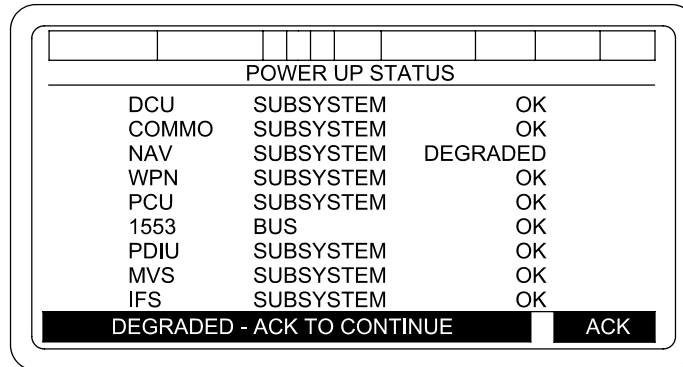 POWER UP STATUS
DCU SUBSYSTEM OK
COMMO SUBSYSTEM OK
NAV SUBSYSTEM DEGRADED
WPN SUBSYSTEM OK
PCU SUBSYSTEM OK
1553 BUS OK
PDIU SUBSYSTEM OK
MVS SUBSYSTEM OK
IFS SUBSYSTEM OK
DEGRADED - ACK TO CONTINUE ACK